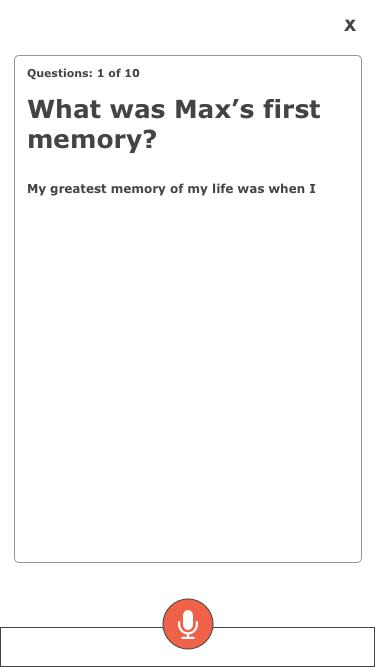 X
Questions: 1 of 10
What was Max’s first
memory?
My greatest memory of my life was when I